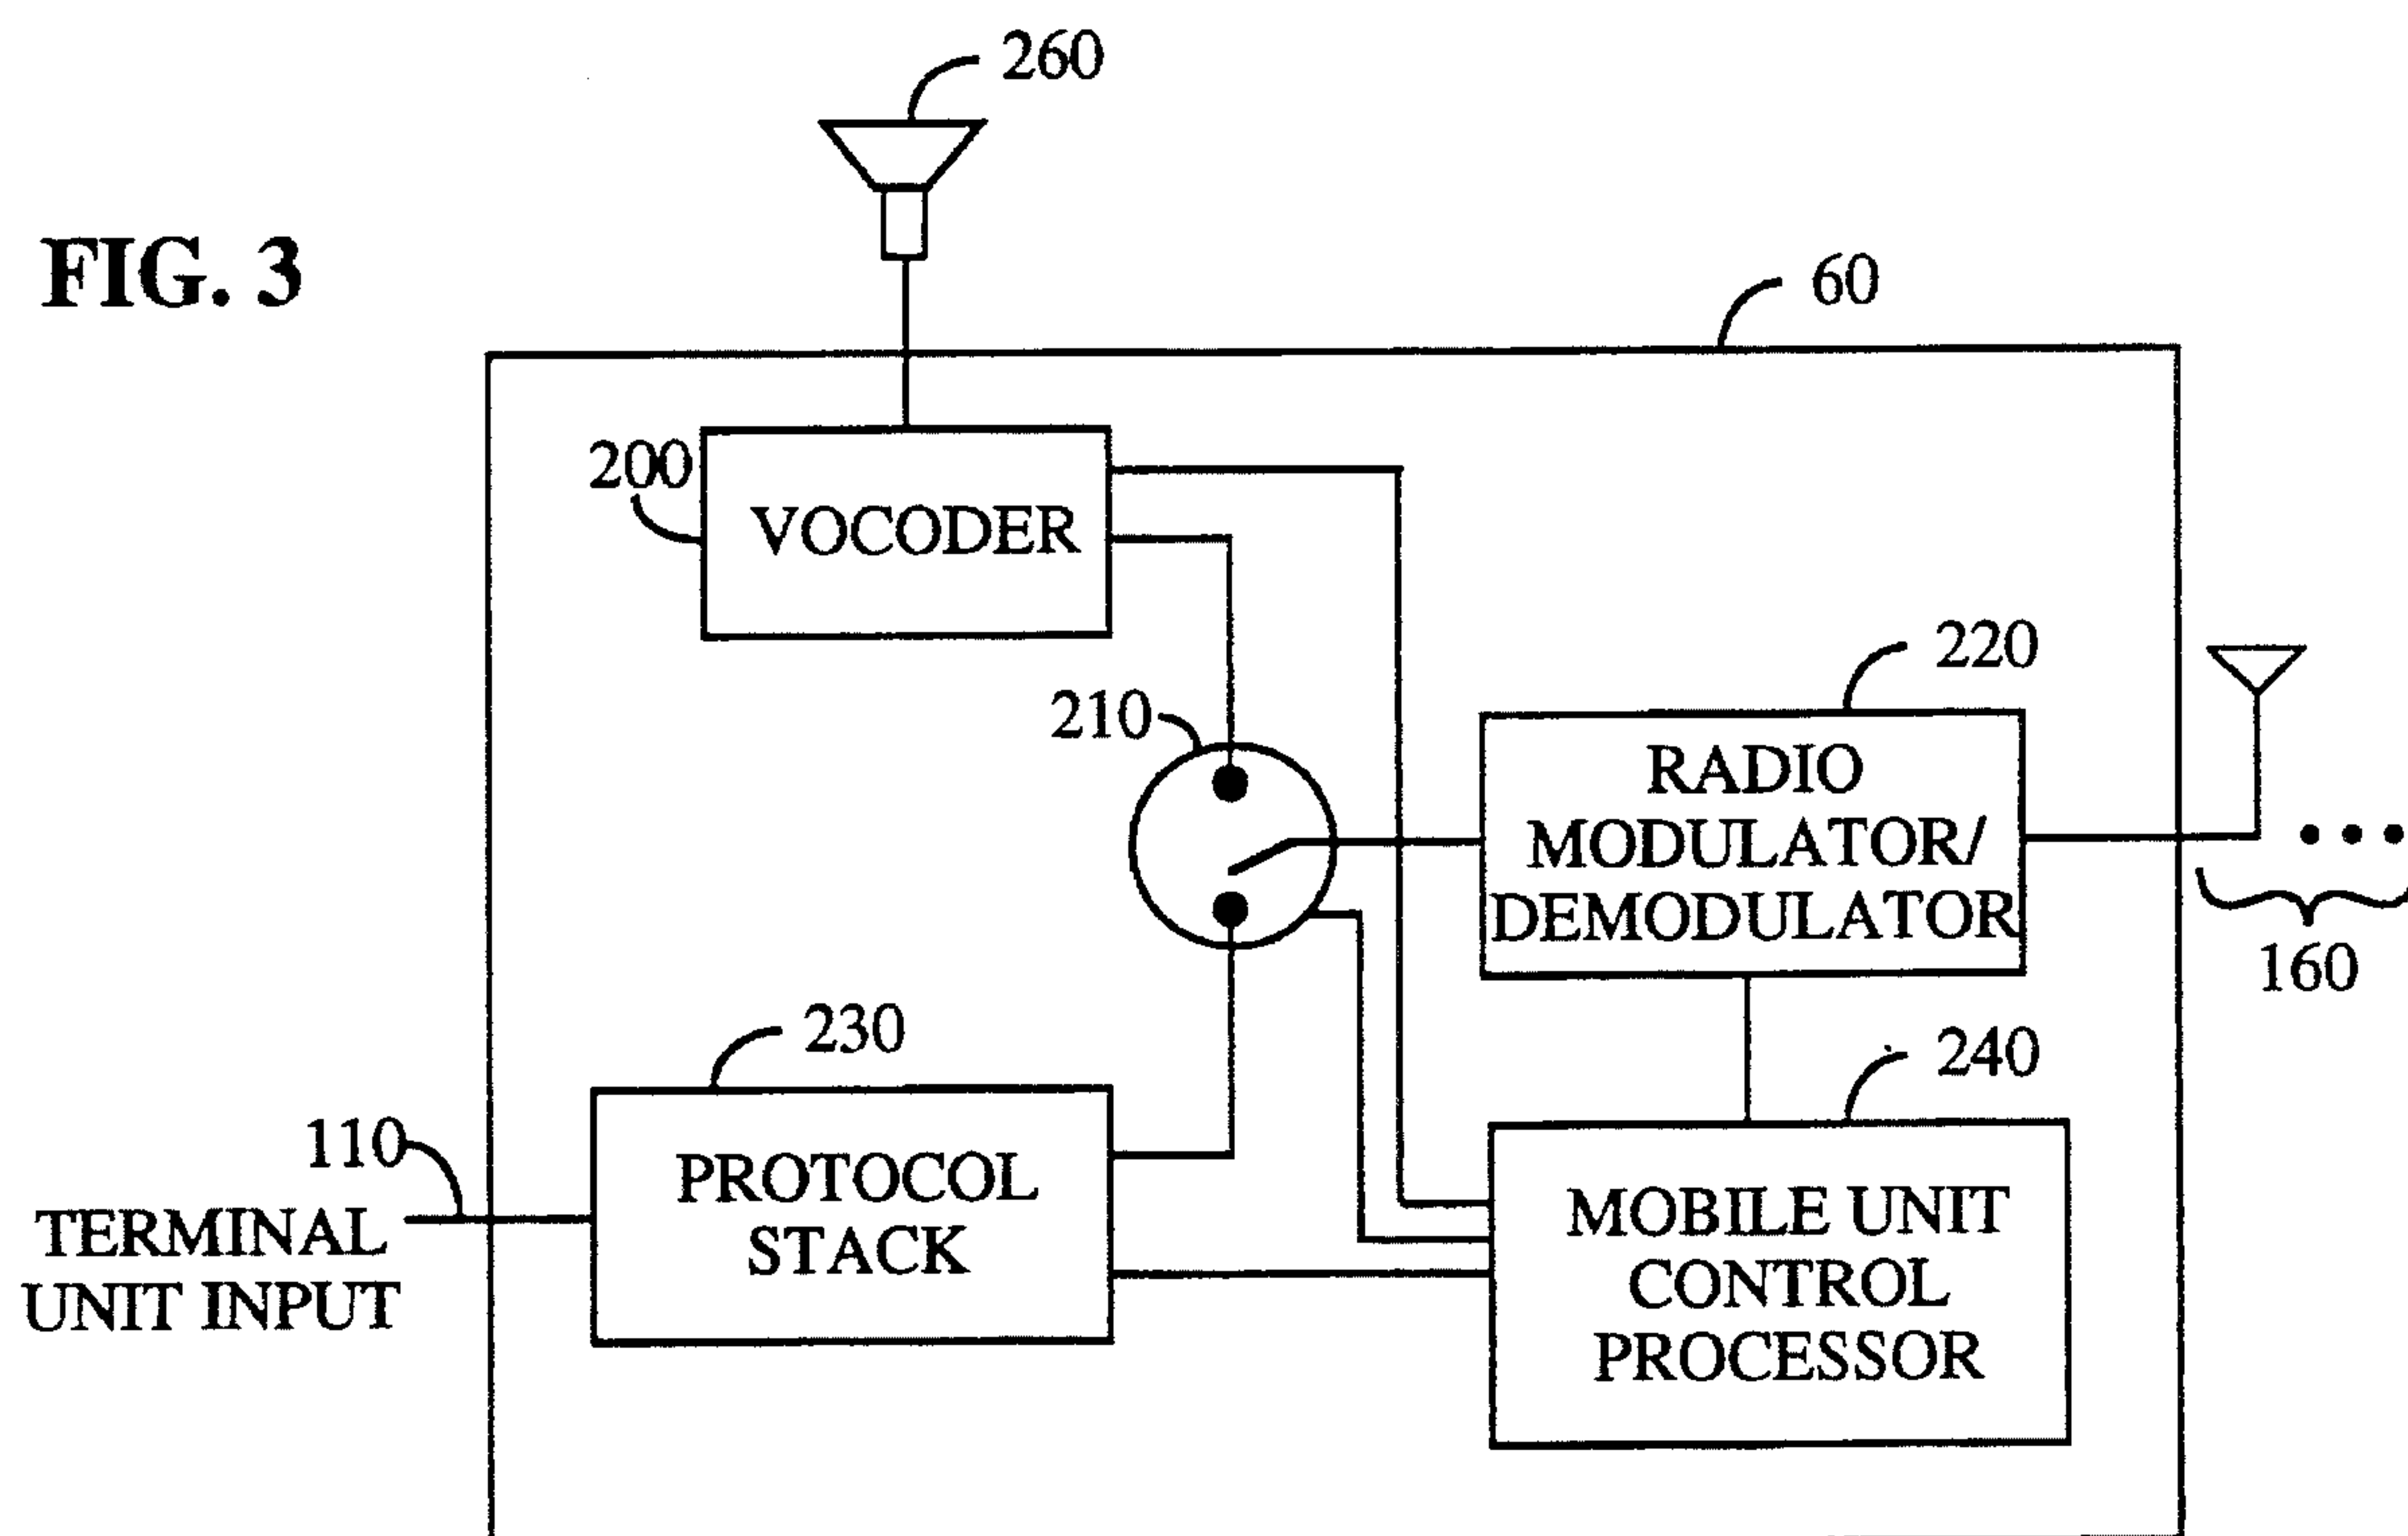 260
FIG. 3
60
200
VOCODER
220
210
RADIO
MODULATOR/
DEMODULATOR
160
230
240
110
PROTOCOL
STACK
TERMINAL
UNIT INPUT
MOBILE UNIT
CONTROL
PROCESSOR